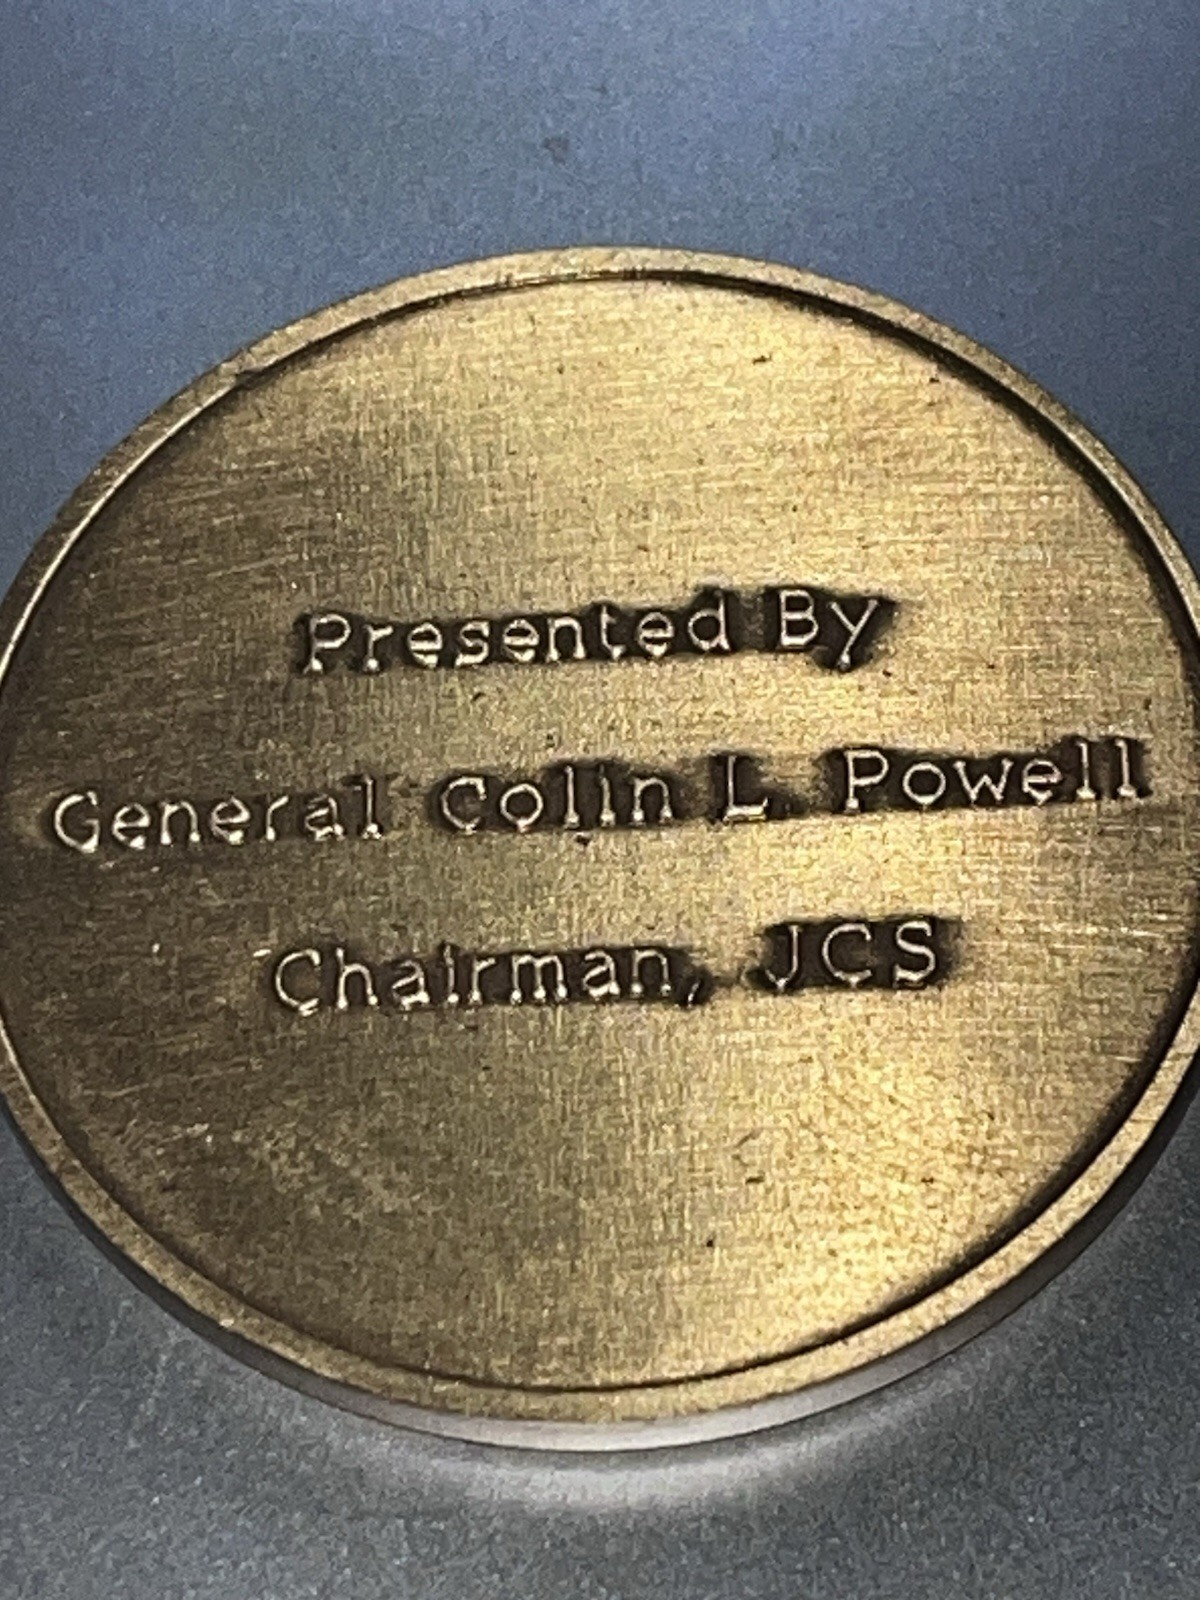 Presented By
General Colin L. Powell
Chairman, JCS